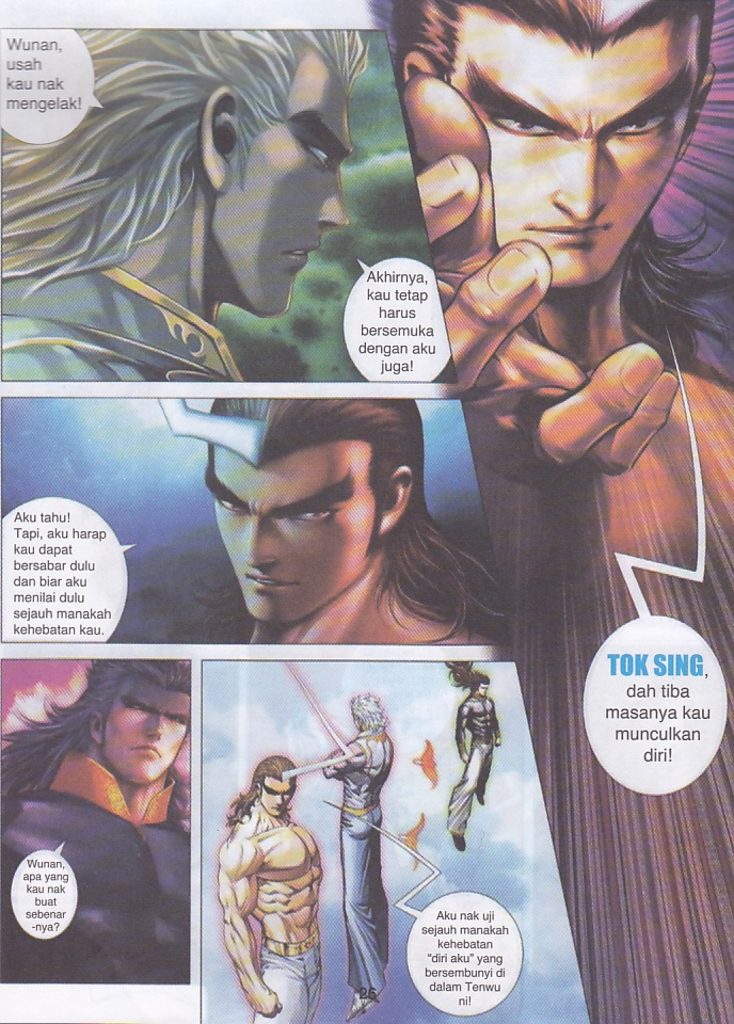 Wunan,
usah
kau nak
mengelak!
Akhirnya,
kau tetap
harus
bersemuka
dengan aku
juga!
Aku tahu!
Tapi, aku harap
kau dapat
bersabar dulu
dan biar aku
menilai dulu
sejauh manakah
kehebatan kau.
TOK SING,
dah tiba
masanya kau
munculkan
diri!
Wunan,
apa yang
kau nak
buat
sebenar
-nya?
Aku nak uji
sejauh manakah
kehebatan
"diri aku" yang
bersembunyi di
dalam Tenwu
ni!
26